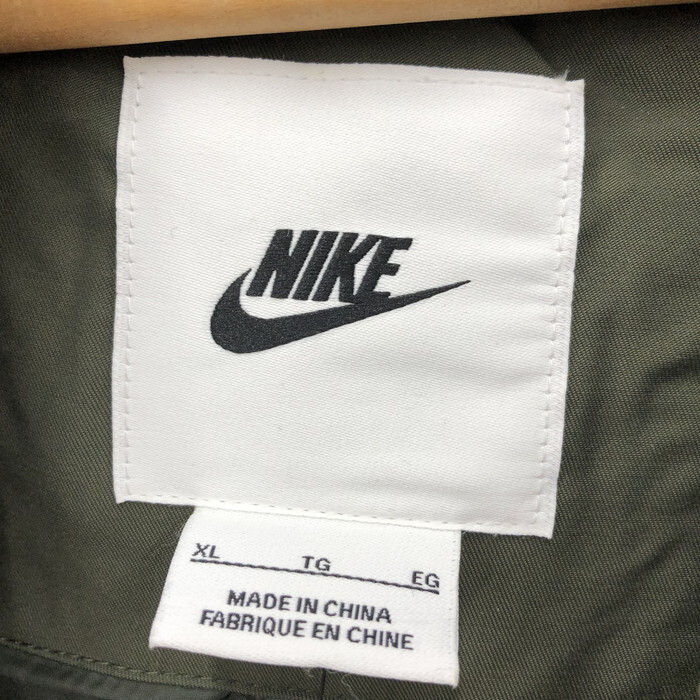 NIKE
XL TG EG
MADE IN CHINA
FABRIQUE EN CHINE